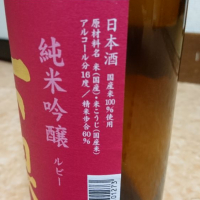 日本酒 国産米100%使用
原材料名 米(国産)・米こうじ(国産米)
アルコール分16度 / 精米歩合60%
純米吟醸
ルビー